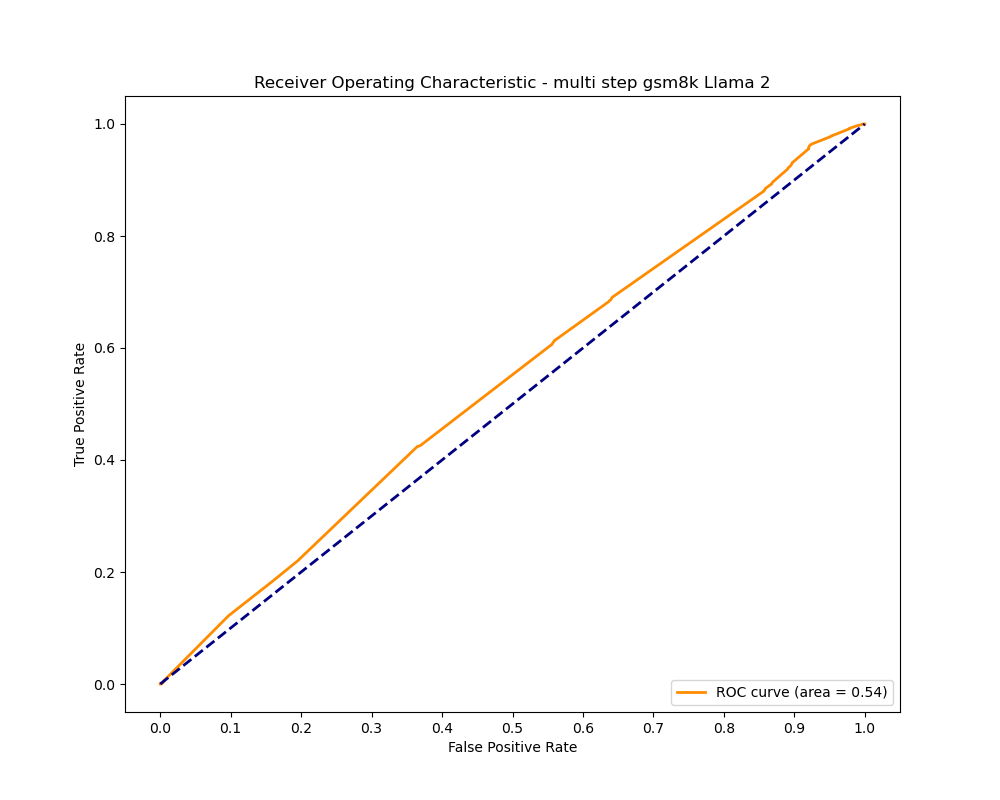 Receiver Operating Characteristic - multi step gsm8k Llama 2
True Positive Rate
1.0
0.8
0.6
0.4
0.2
0.0
ROC curve (area = 0.54)
0.0 0.1 0.2 0.3 0.4 0.5 0.6 0.7 0.8 0.9 1.0
False Positive Rate